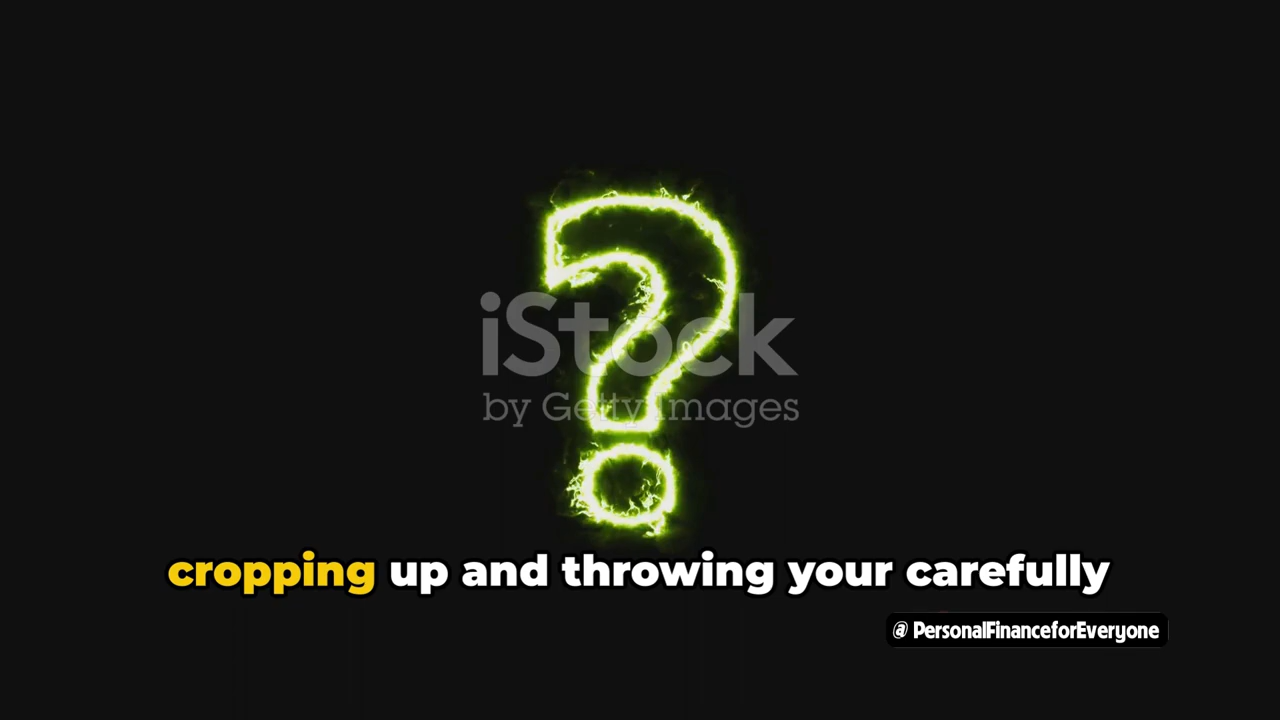 ?
iStock
by Getty Images
cropping up and throwing your carefully
@ PersonalFinanceforEveryone